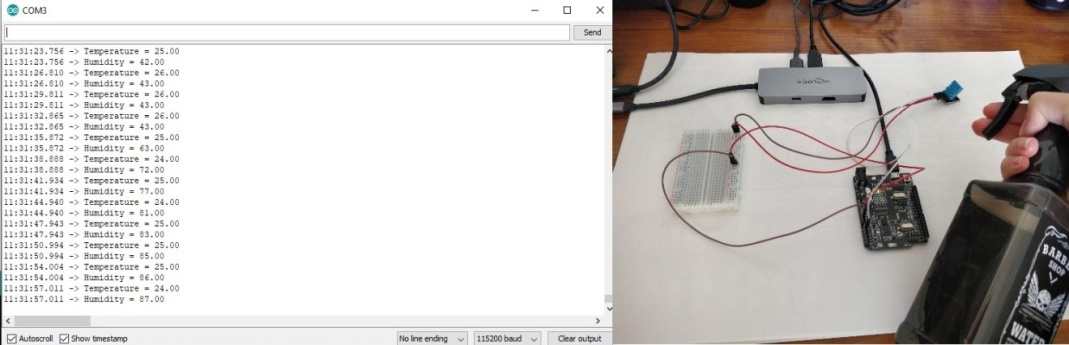 COM3
Send
11:31:23.756 -> Temperature = 25.00
11:31:23.756 -> Humidity = 42.00
11:31:26.810 -> Temperature = 26.00
11:31:26.810 -> Humidity = 43.00
11:31:29.811 -> Temperature = 26.00
11:31:29.811 -> Humidity = 43.00
11:31:32.865 -> Temperature = 26.00
11:31:32.865 -> Humidity = 43.00
11:31:35.872 -> Temperature = 25.00
11:31:35.872 -> Humidity = 63.00
11:31:38.888 -> Temperature = 24.00
11:31:38.888 -> Humidity = 72.00
11:31:41.934 -> Temperature = 25.00
11:31:41.934 -> Humidity = 77.00
11:31:44.940 -> Temperature = 24.00
11:31:44.940 -> Humidity = 81.00
11:31:47.943 -> Temperature = 25.00
11:31:47.943 -> Humidity = 83.00
11:31:50.994 -> Temperature = 25.00
11:31:50.994 -> Humidity = 85.00
11:31:54.004 -> Temperature = 25.00
11:31:54.004 -> Humidity = 86.00
11:31:57.011 -> Temperature = 24.00
11:31:57.011 -> Humidity = 87.00
Autoscroll Show timestamp No line ending 115200 baud Clear output
BARBE
SHOP
WATER